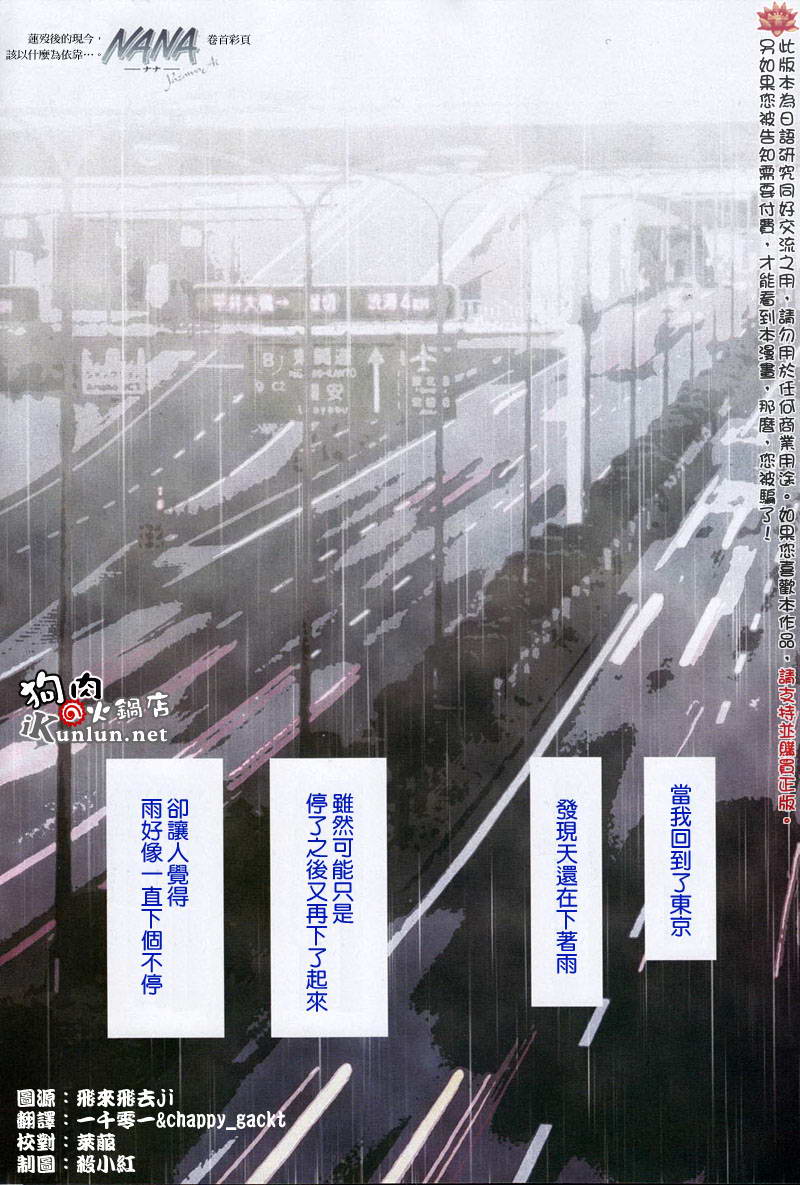 蓮歿後的現今，
該以什麼為依靠…。
NANA
—ナナ—
卷首彩頁
此版本為日語研究同好交流之用，請勿用於任何商業用途。如果您喜歡本作品，請支持並購買正版。
另如果您被告知需要付費，才能看到本漫畫，那麼，您被騙了！
當我回到了東京
發現天還在下著雨
雖然可能只是
停了之後又再下了起來
卻讓人覺得
雨好像一直下個不停
狗肉
@火鍋店
iKunlun.net
圖源：飛來飛去ji
翻譯：一千零一&chappy_gackt
校對：萊菔
制圖：殺小紅